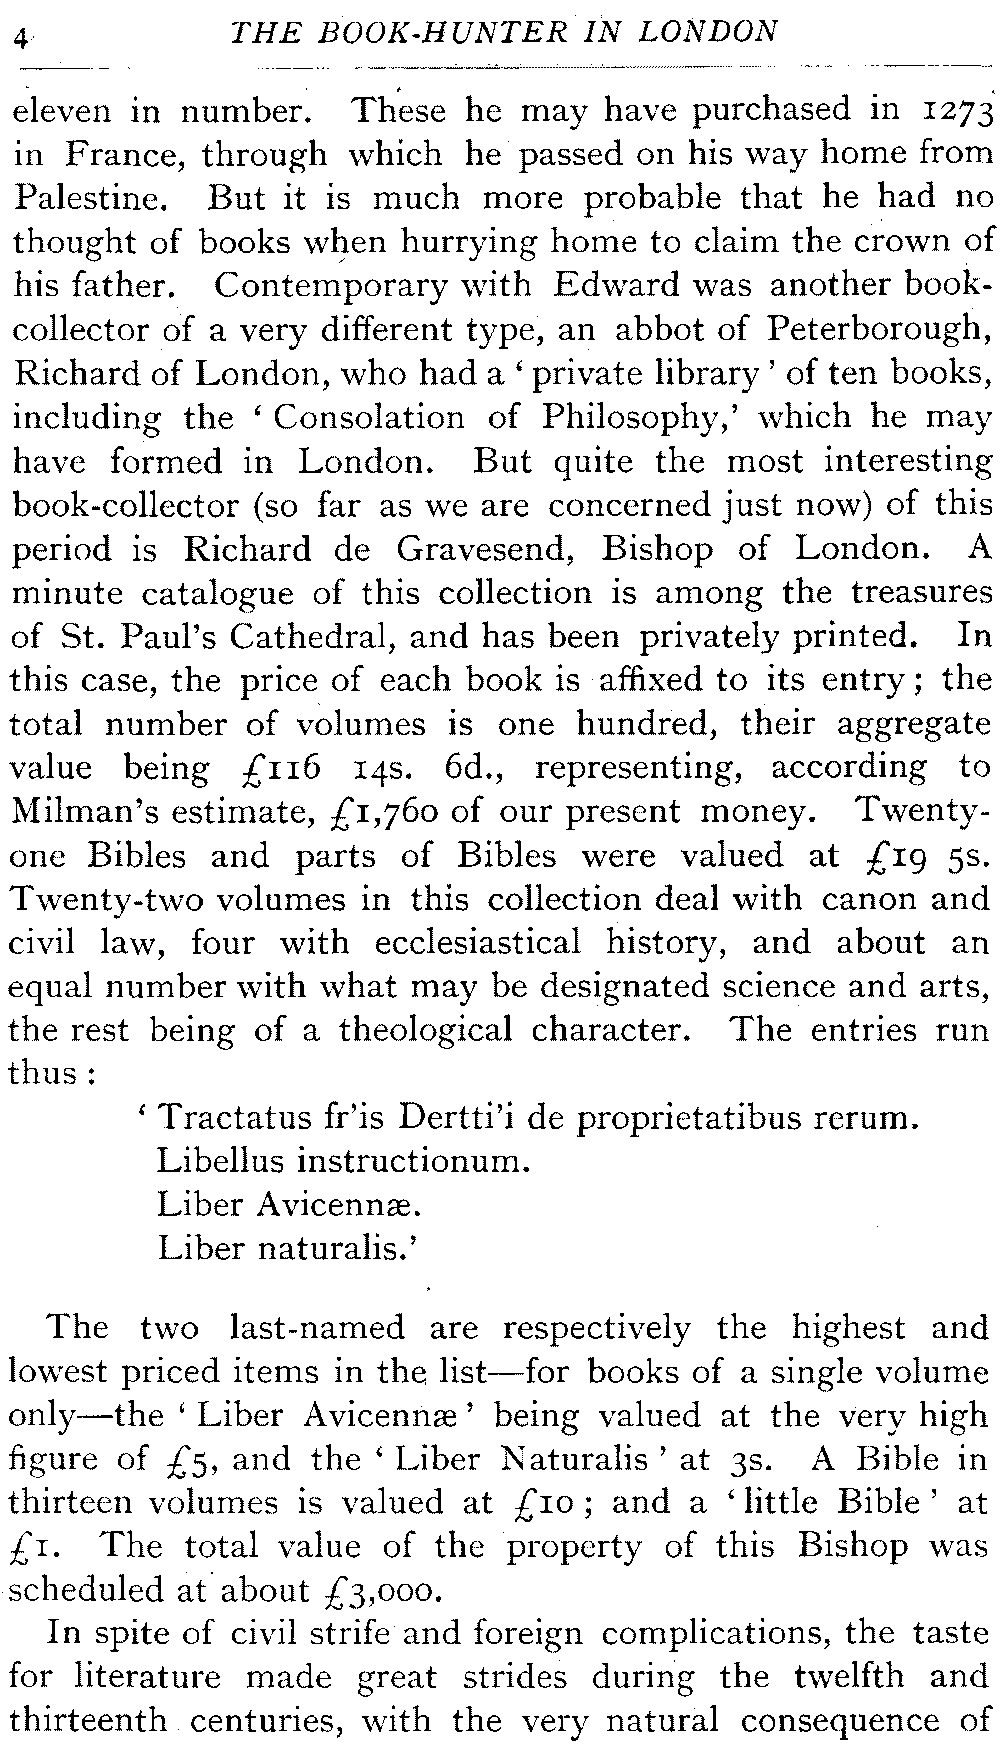 4 THE BOOK-HUNTER IN LONDON
eleven in number. These he may have purchased in 1273
in France, through which he passed on his way home from
Palestine. But it is much more probable that he had no
thought of books when hurrying home to claim the crown of
his father. Contemporary with Edward was another book-
collector of a very different type, an abbot of Peterborough,
Richard of London, who had a ‘ private library ’ of ten books,
including the ‘ Consolation of Philosophy,’ which he may
have formed in London. But quite the most interesting
book-collector (so far as we are concerned just now) of this
period is Richard de Gravesend, Bishop of London. A
minute catalogue of this collection is among the treasures
of St. Paul’s Cathedral, and has been privately printed. In
this case, the price of each book is affixed to its entry ; the
total number of volumes is one hundred, their aggregate
value being £116 14s. 6d., representing, according to
Milman’s estimate, £1,760 of our present money. Twenty-
one Bibles and parts of Bibles were valued at £19 5s.
Twenty-two volumes in this collection deal with canon and
civil law, four with ecclesiastical history, and about an
equal number with what may be designated science and arts,
the rest being of a theological character. The entries run
thus :
‘ Tractatus fr’is Dertti’i de proprietatibus rerum.
Libellus instructionum.
Liber Avicennæ.
Liber naturalis.’
The two last-named are respectively the highest and
lowest priced items in the list—for books of a single volume
only—the ‘ Liber Avicennæ ’ being valued at the very high
figure of £5, and the ‘ Liber Naturalis ’ at 3s. A Bible in
thirteen volumes is valued at £10 ; and a ‘ little Bible ’ at
£1. The total value of the property of this Bishop was
scheduled at about £3,000.
In spite of civil strife and foreign complications, the taste
for literature made great strides during the twelfth and
thirteenth centuries, with the very natural consequence of